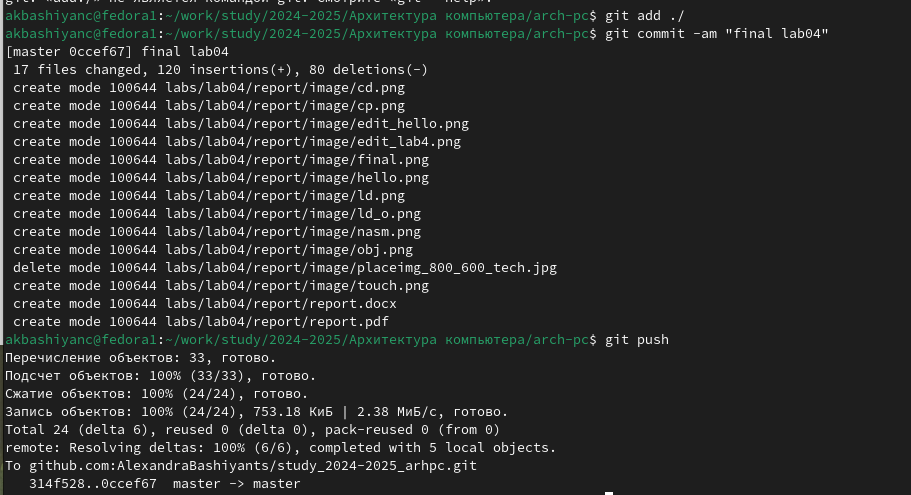 git: «add./» не является командой git. Смотрите «git --help».
akbashiyanc@fedora1:~/work/study/2024-2025/Архитектура компьютера/arch-pc$ git add ./
akbashiyanc@fedora1:~/work/study/2024-2025/Архитектура компьютера/arch-pc$ git commit -am "final lab04"
[master 0ccef67] final lab04
 17 files changed, 120 insertions(+), 80 deletions(-)
 create mode 100644 labs/lab04/report/image/cd.png
 create mode 100644 labs/lab04/report/image/cp.png
 create mode 100644 labs/lab04/report/image/edit_hello.png
 create mode 100644 labs/lab04/report/image/edit_lab4.png
 create mode 100644 labs/lab04/report/image/final.png
 create mode 100644 labs/lab04/report/image/hello.png
 create mode 100644 labs/lab04/report/image/ld.png
 create mode 100644 labs/lab04/report/image/ld_o.png
 create mode 100644 labs/lab04/report/image/nasm.png
 create mode 100644 labs/lab04/report/image/obj.png
 delete mode 100644 labs/lab04/report/image/placeimg_800_600_tech.jpg
 create mode 100644 labs/lab04/report/image/touch.png
 create mode 100644 labs/lab04/report/report.docx
 create mode 100644 labs/lab04/report/report.pdf
akbashiyanc@fedora1:~/work/study/2024-2025/Архитектура компьютера/arch-pc$ git push
Перечисление объектов: 33, готово.
Подсчет объектов: 100% (33/33), готово.
Сжатие объектов: 100% (24/24), готово.
Запись объектов: 100% (24/24), 753.18 КиБ | 2.38 МиБ/с, готово.
Total 24 (delta 6), reused 0 (delta 0), pack-reused 0 (from 0)
remote: Resolving deltas: 100% (6/6), completed with 5 local objects.
To github.com:AlexandraBashiyants/study_2024-2025_arhpc.git
   314f528..0ccef67  master -> master